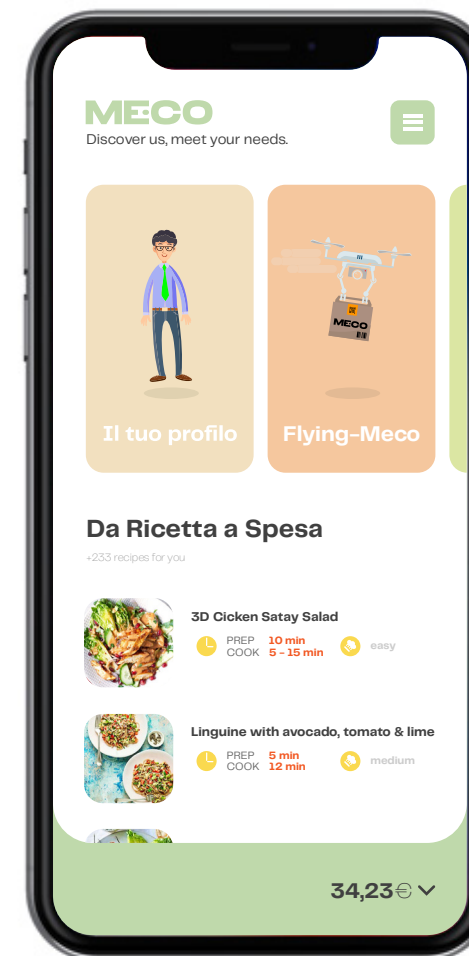 MECO
Discover us, meet your needs.
MECO
Il tuo profilo
Flying-Meco
Da Ricetta a Spesa
+233 recipes for you
3D Cicken Satay Salad
PREP 10 min
COOK 5 - 15 min
easy
Linguine with avocado, tomato & lime
PREP 5 min
COOK 12 min
medium
34,23€